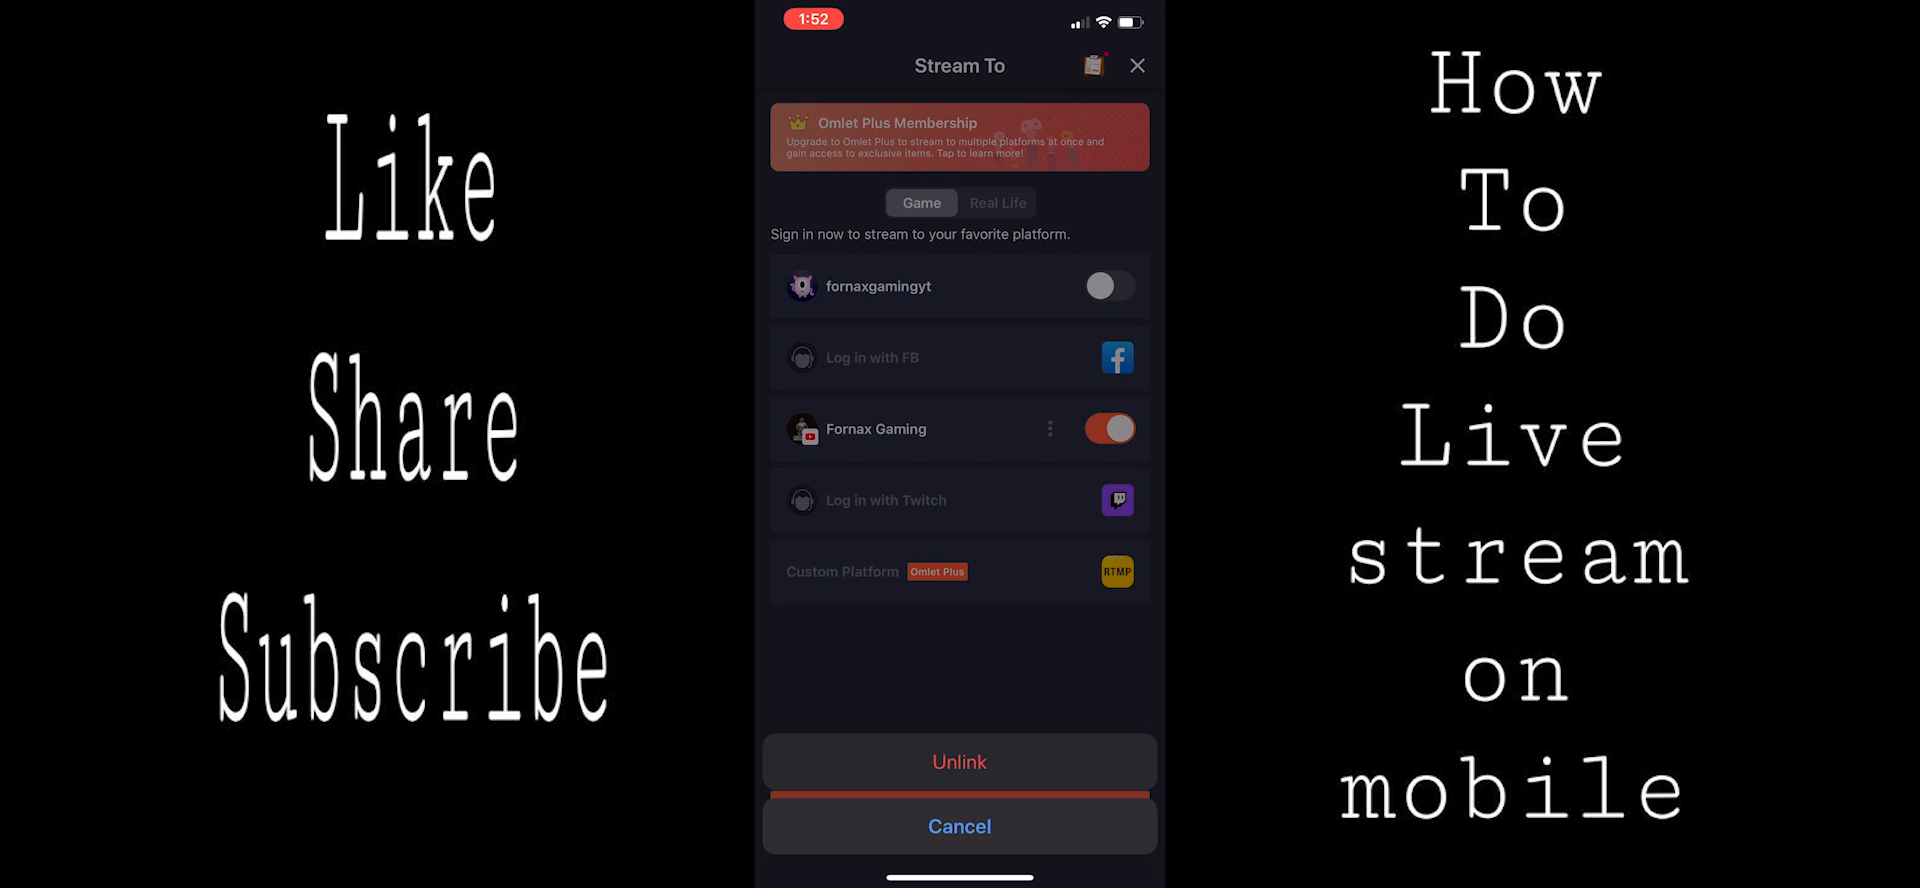 Like
Share
Subscribe
1:52
Stream To
Omlet Plus Membership
Upgrade to Omlet Plus to stream to multiple platforms at once and
gain access to exclusive items. Tap to learn more!
Game
Real Life
Sign in now to stream to your favorite platform.
fornaxgamingyt
Log in with FB
Fornax Gaming
Log in with Twitch
Custom Platform Omlet Plus
RTMP
Unlink
Cancel
How
To
Do
Live
stream
on
mobile